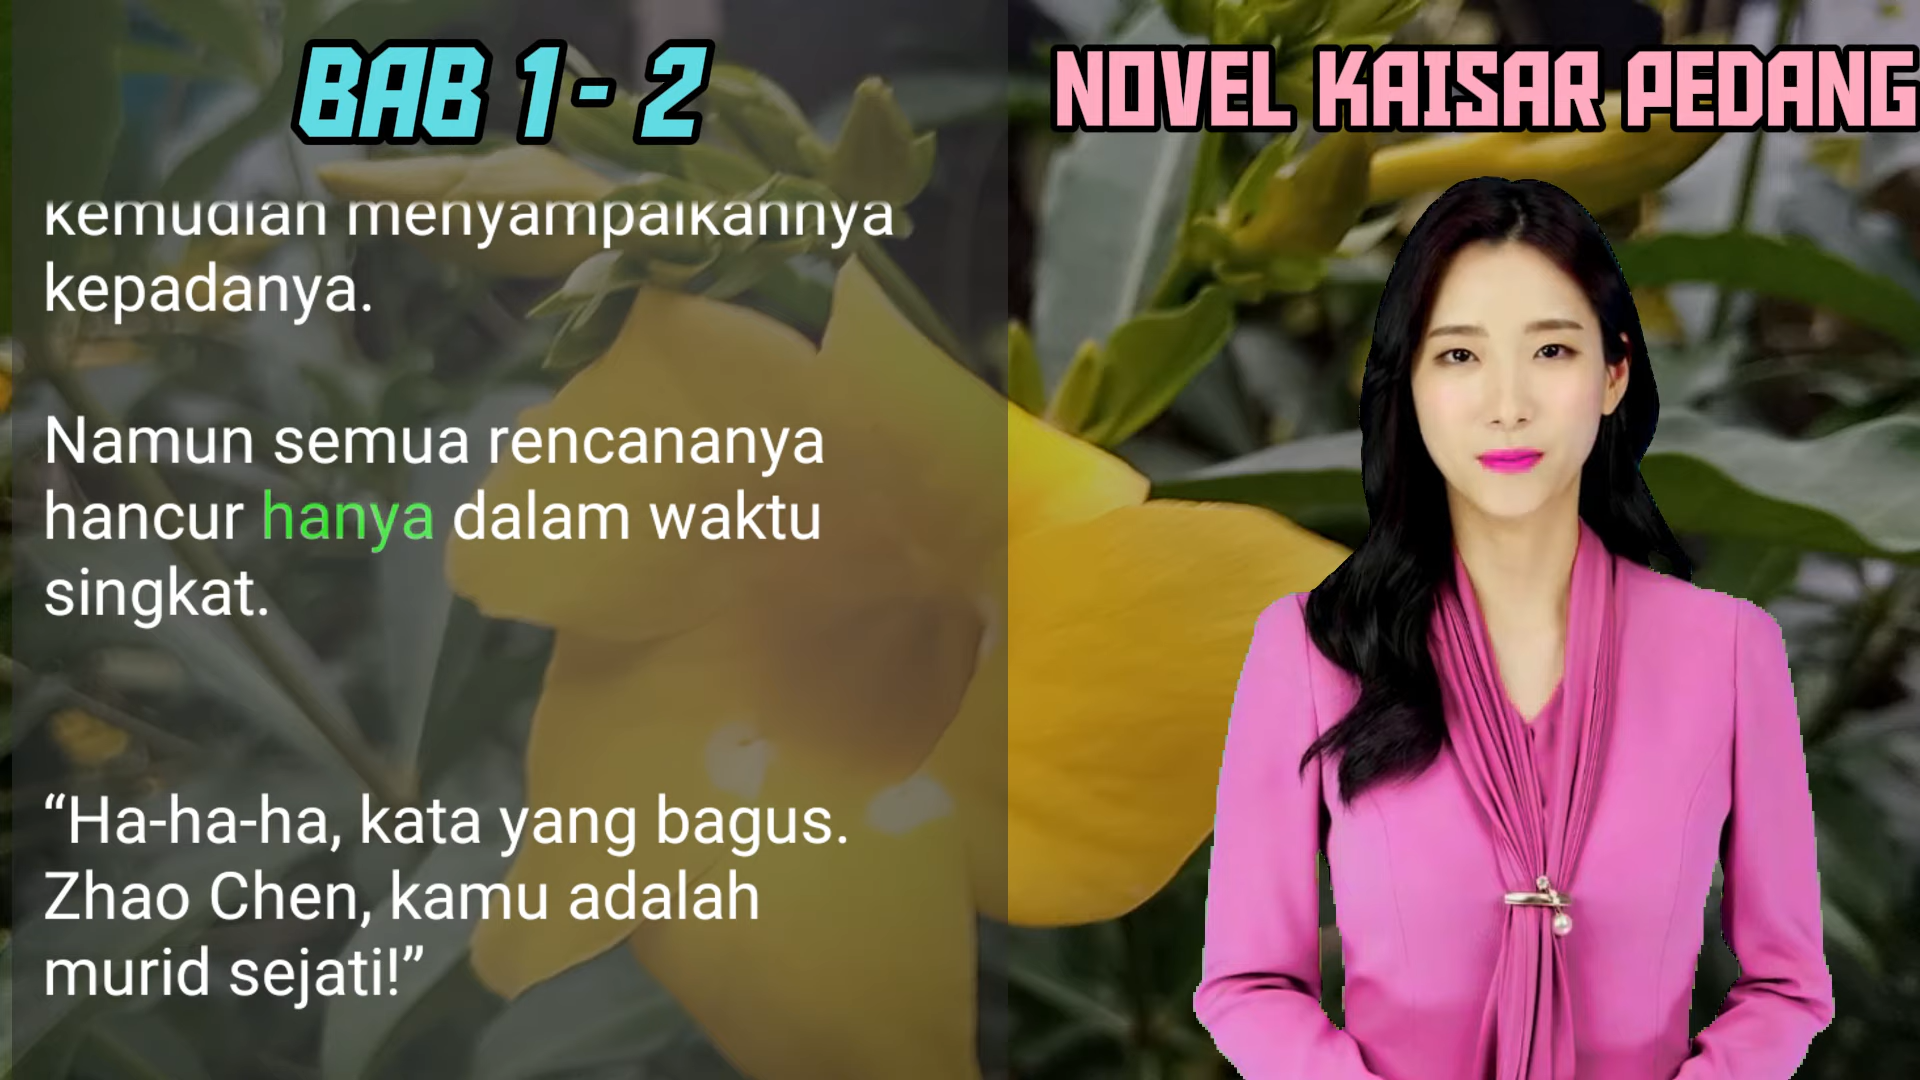 BAB 1 - 2
NOVEL KAISAR PEDANG
kemudian menyampaikannya
kepadanya.
Namun semua rencananya
hancur hanya dalam waktu
singkat.
“Ha-ha-ha, kata yang bagus.
Zhao Chen, kamu adalah
murid sejati!”